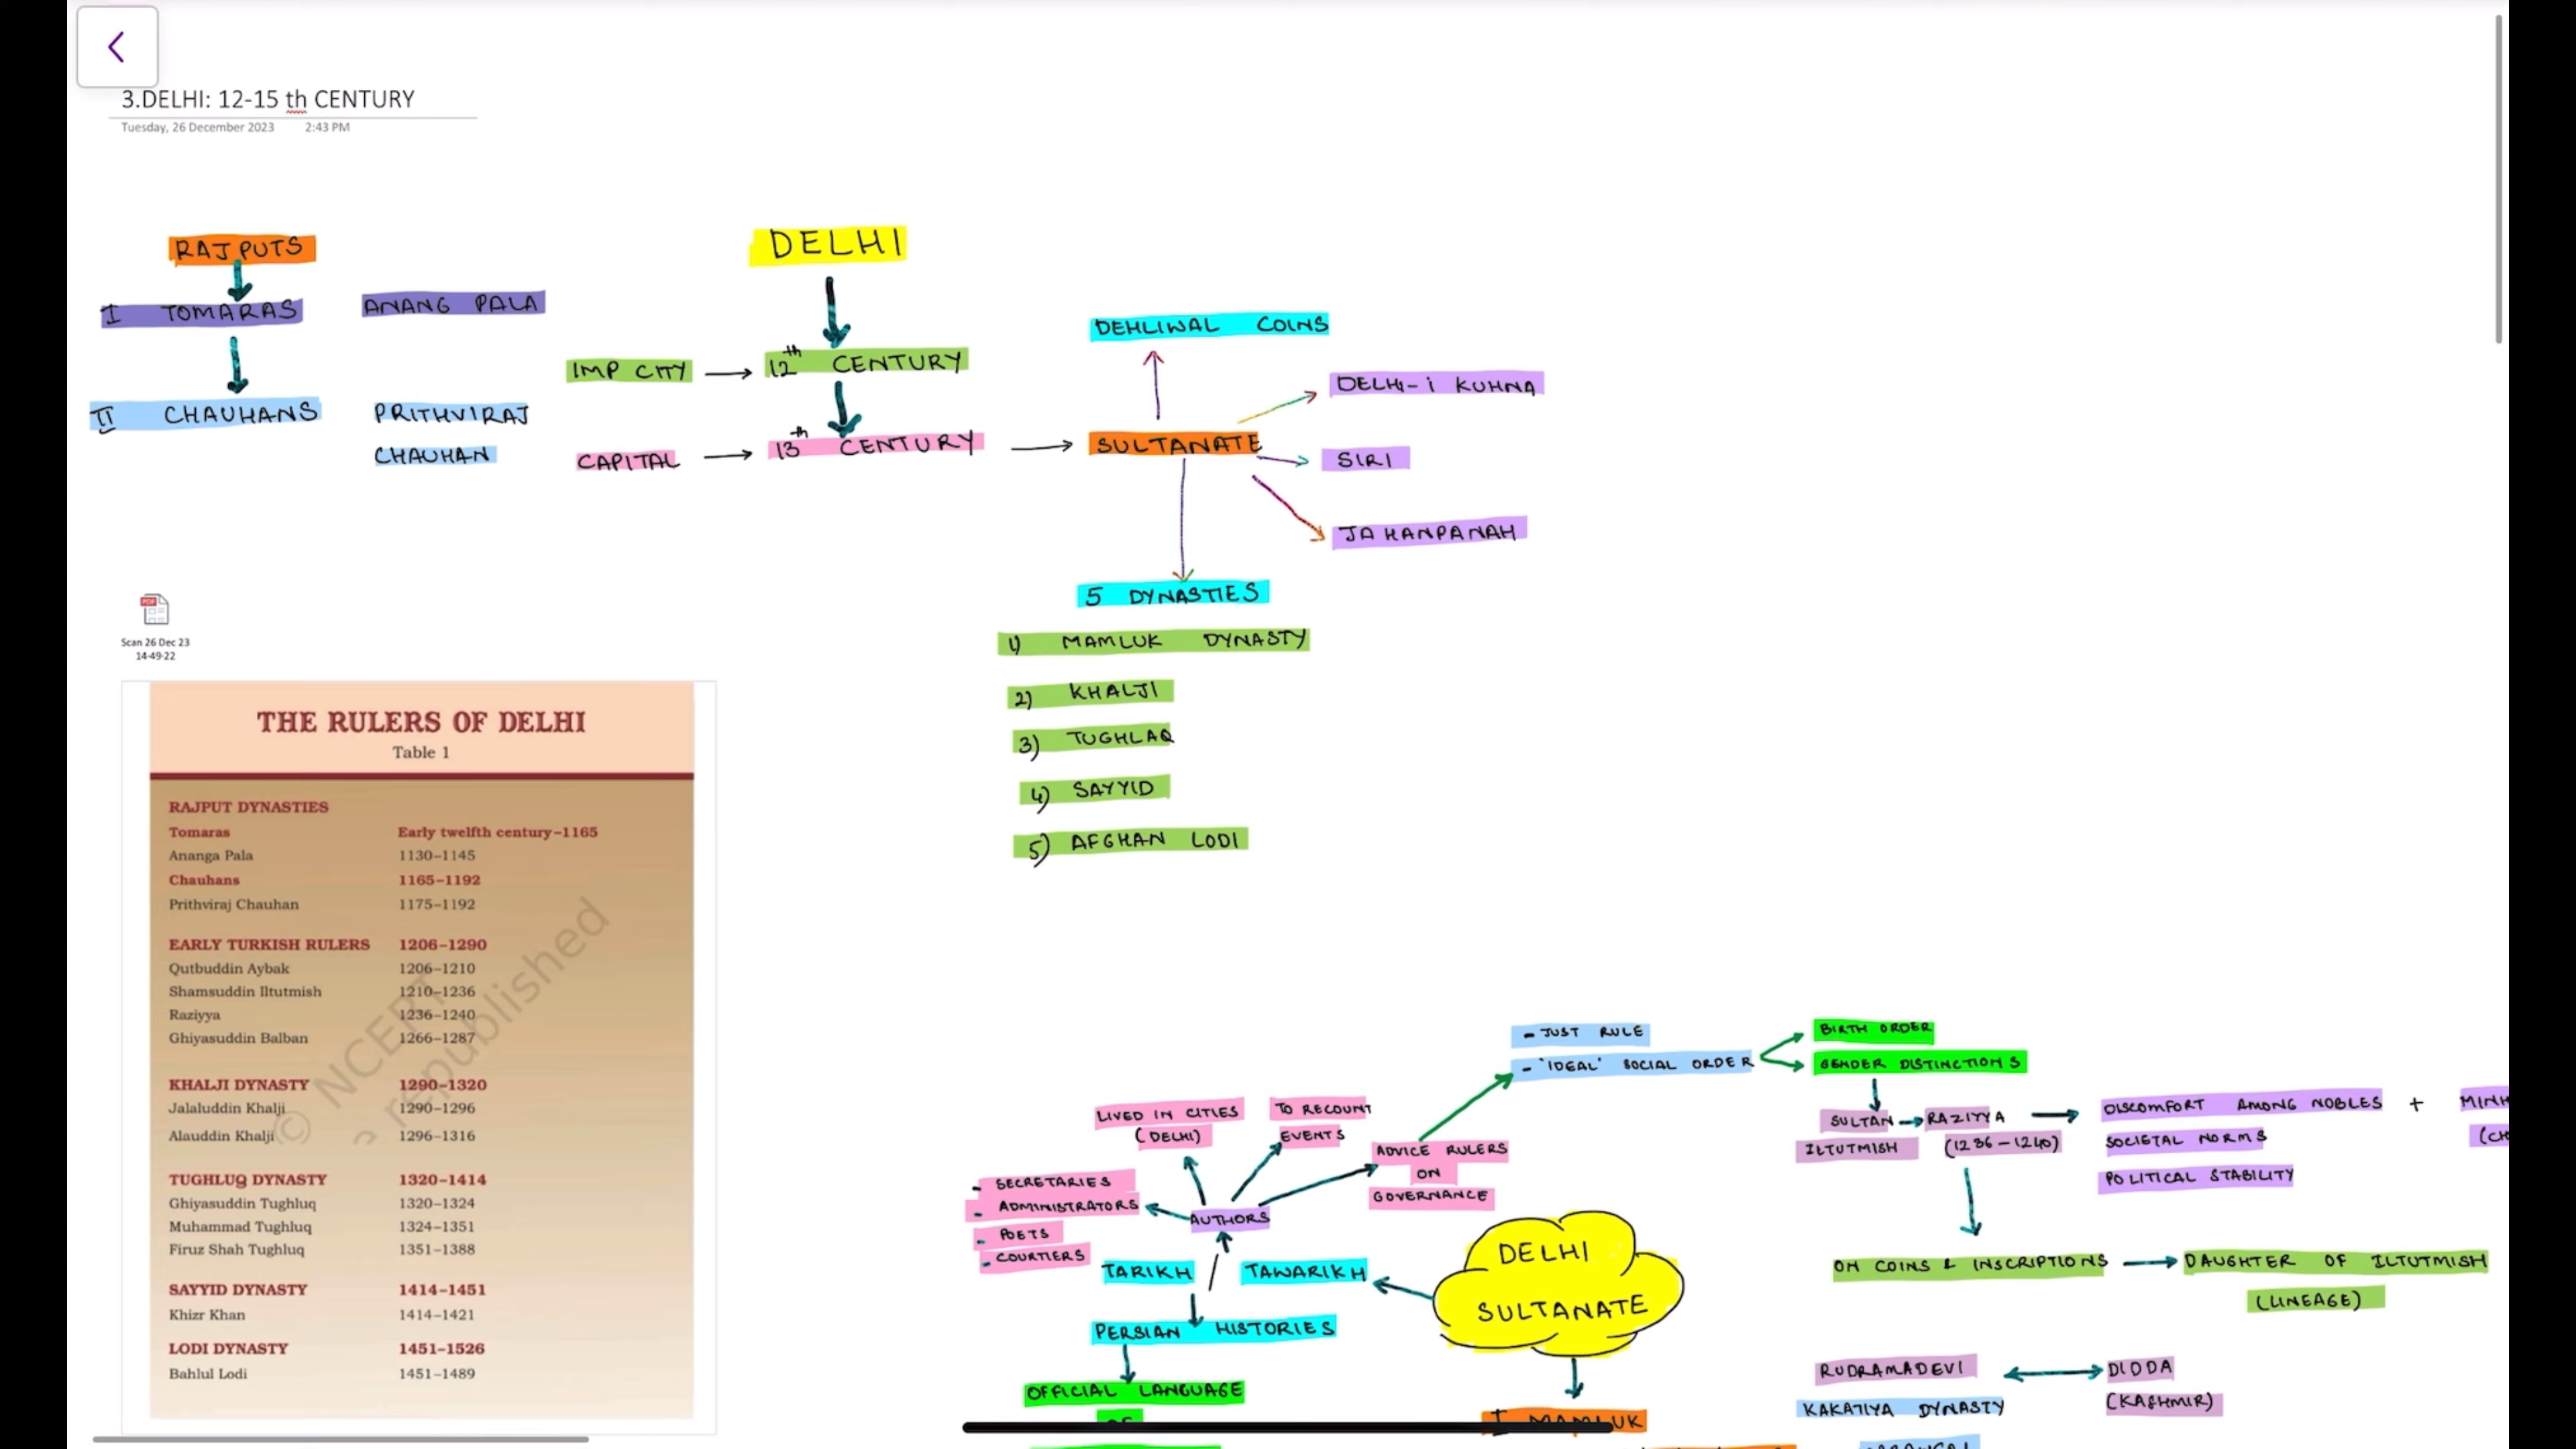 3.DELHI: 12-15 th CENTURY
Tuesday, 26 December 2023 2:43 PM
RAJPUTS
I TOMARAS ANANG PALA
II CHAUHANS PRITHVIRAJ
CHAUHAN
DELHI
IMP CITY 12th CENTURY
CAPITAL 13th CENTURY
SULTANATE
DEHLIWAL COINS
DELHI-I KUHNA
SIRI
JAHANPANAH
5 DYNASTIES
1) MAMLUK DYNASTY
2) KHALJI
3) TUGHLAQ
4) SAYYID
5) AFGHAN LODI
PDF
Scan 26 Dec 23
14-49-22
THE RULERS OF DELHI
Table 1
RAJPUT DYNASTIES
Tomaras Early twelfth century-1165
Ananga Pala 1130-1145
Chauhans 1165-1192
Prithviraj Chauhan 1175-1192
EARLY TURKISH RULERS 1206-1290
Qutbuddin Aybak 1206-1210
Shamsuddin Iltutmish 1210-1236
Raziyya 1236-1240
Ghiyasuddin Balban 1266-1287
KHALJI DYNASTY 1290-1320
Jalaluddin Khalji 1290-1296
Alauddin Khalji 1296-1316
TUGHLUQ DYNASTY 1320-1414
Ghiyasuddin Tughluq 1320-1324
Muhammad Tughluq 1324-1351
Firuz Shah Tughluq 1351-1388
SAYYID DYNASTY 1414-1451
Khizr Khan 1414-1421
LODI DYNASTY 1451-1526
Bahlul Lodi 1451-1489
© NCERT
republished
- JUST RULE
- 'IDEAL' SOCIAL ORDER
BIRTH ORDER
GENDER DISTINCTIONS
LIVED IN CITIES
(DELHI)
TO RECOUNT
EVENTS
ADVICE RULERS
ON
GOVERNANCE
- SECRETARIES
- ADMINISTRATORS
- POETS
- COURTIERS
AUTHORS
TARIKH TAWARIKH
PERSIAN HISTORIES
OFFICIAL LANGUAGE
OF
DELHI
SULTANATE
I MAMLUK
SULTAN RAZIYYA
ILTUTMISH (1236-1240)
DISCOMFORT AMONG NOBLES +
SOCIETAL NORMS
POLITICAL STABILITY
ON COINS & INSCRIPTIONS DAUGHTER OF ILTUTMISH
(LINEAGE)
RUDRAMADEVI DIDDA
KAKATIYA DYNASTY (KASHMIR)